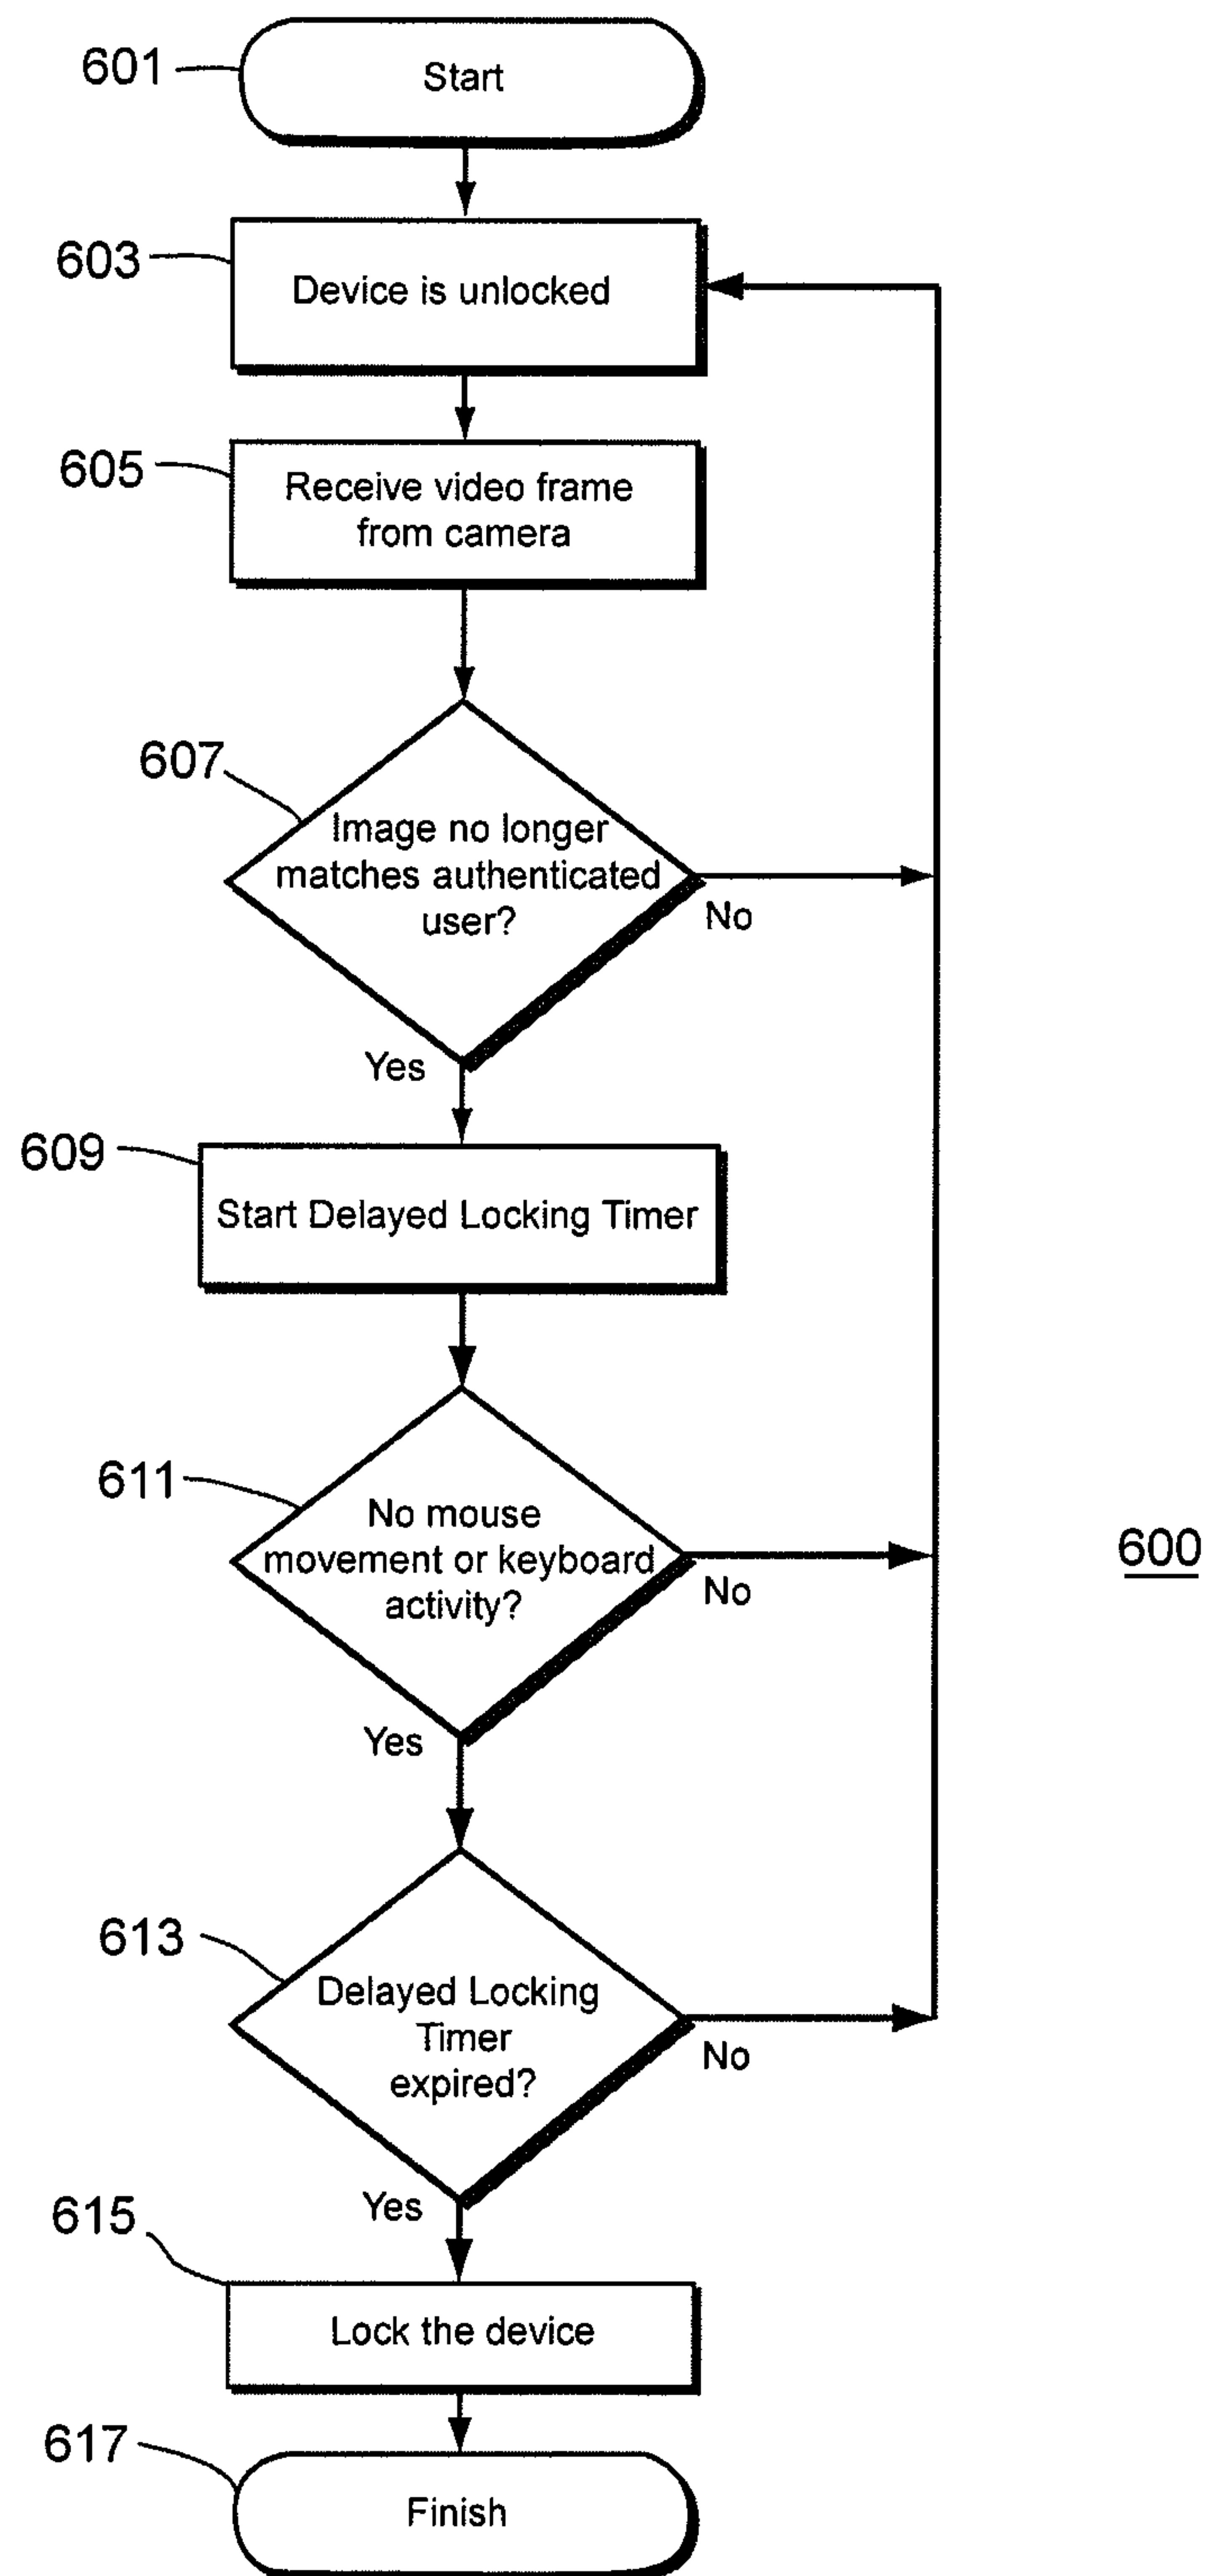 601
Start
603
Device is unlocked
605
Receive video frame
from camera
607
Image no longer
matches authenticated
user?
No
Yes
609
Start Delayed Locking Timer
611
No mouse
movement or keyboard
activity?
No
600
Yes
613
Delayed Locking
Timer
expired?
No
Yes
615
Lock the device
617
Finish